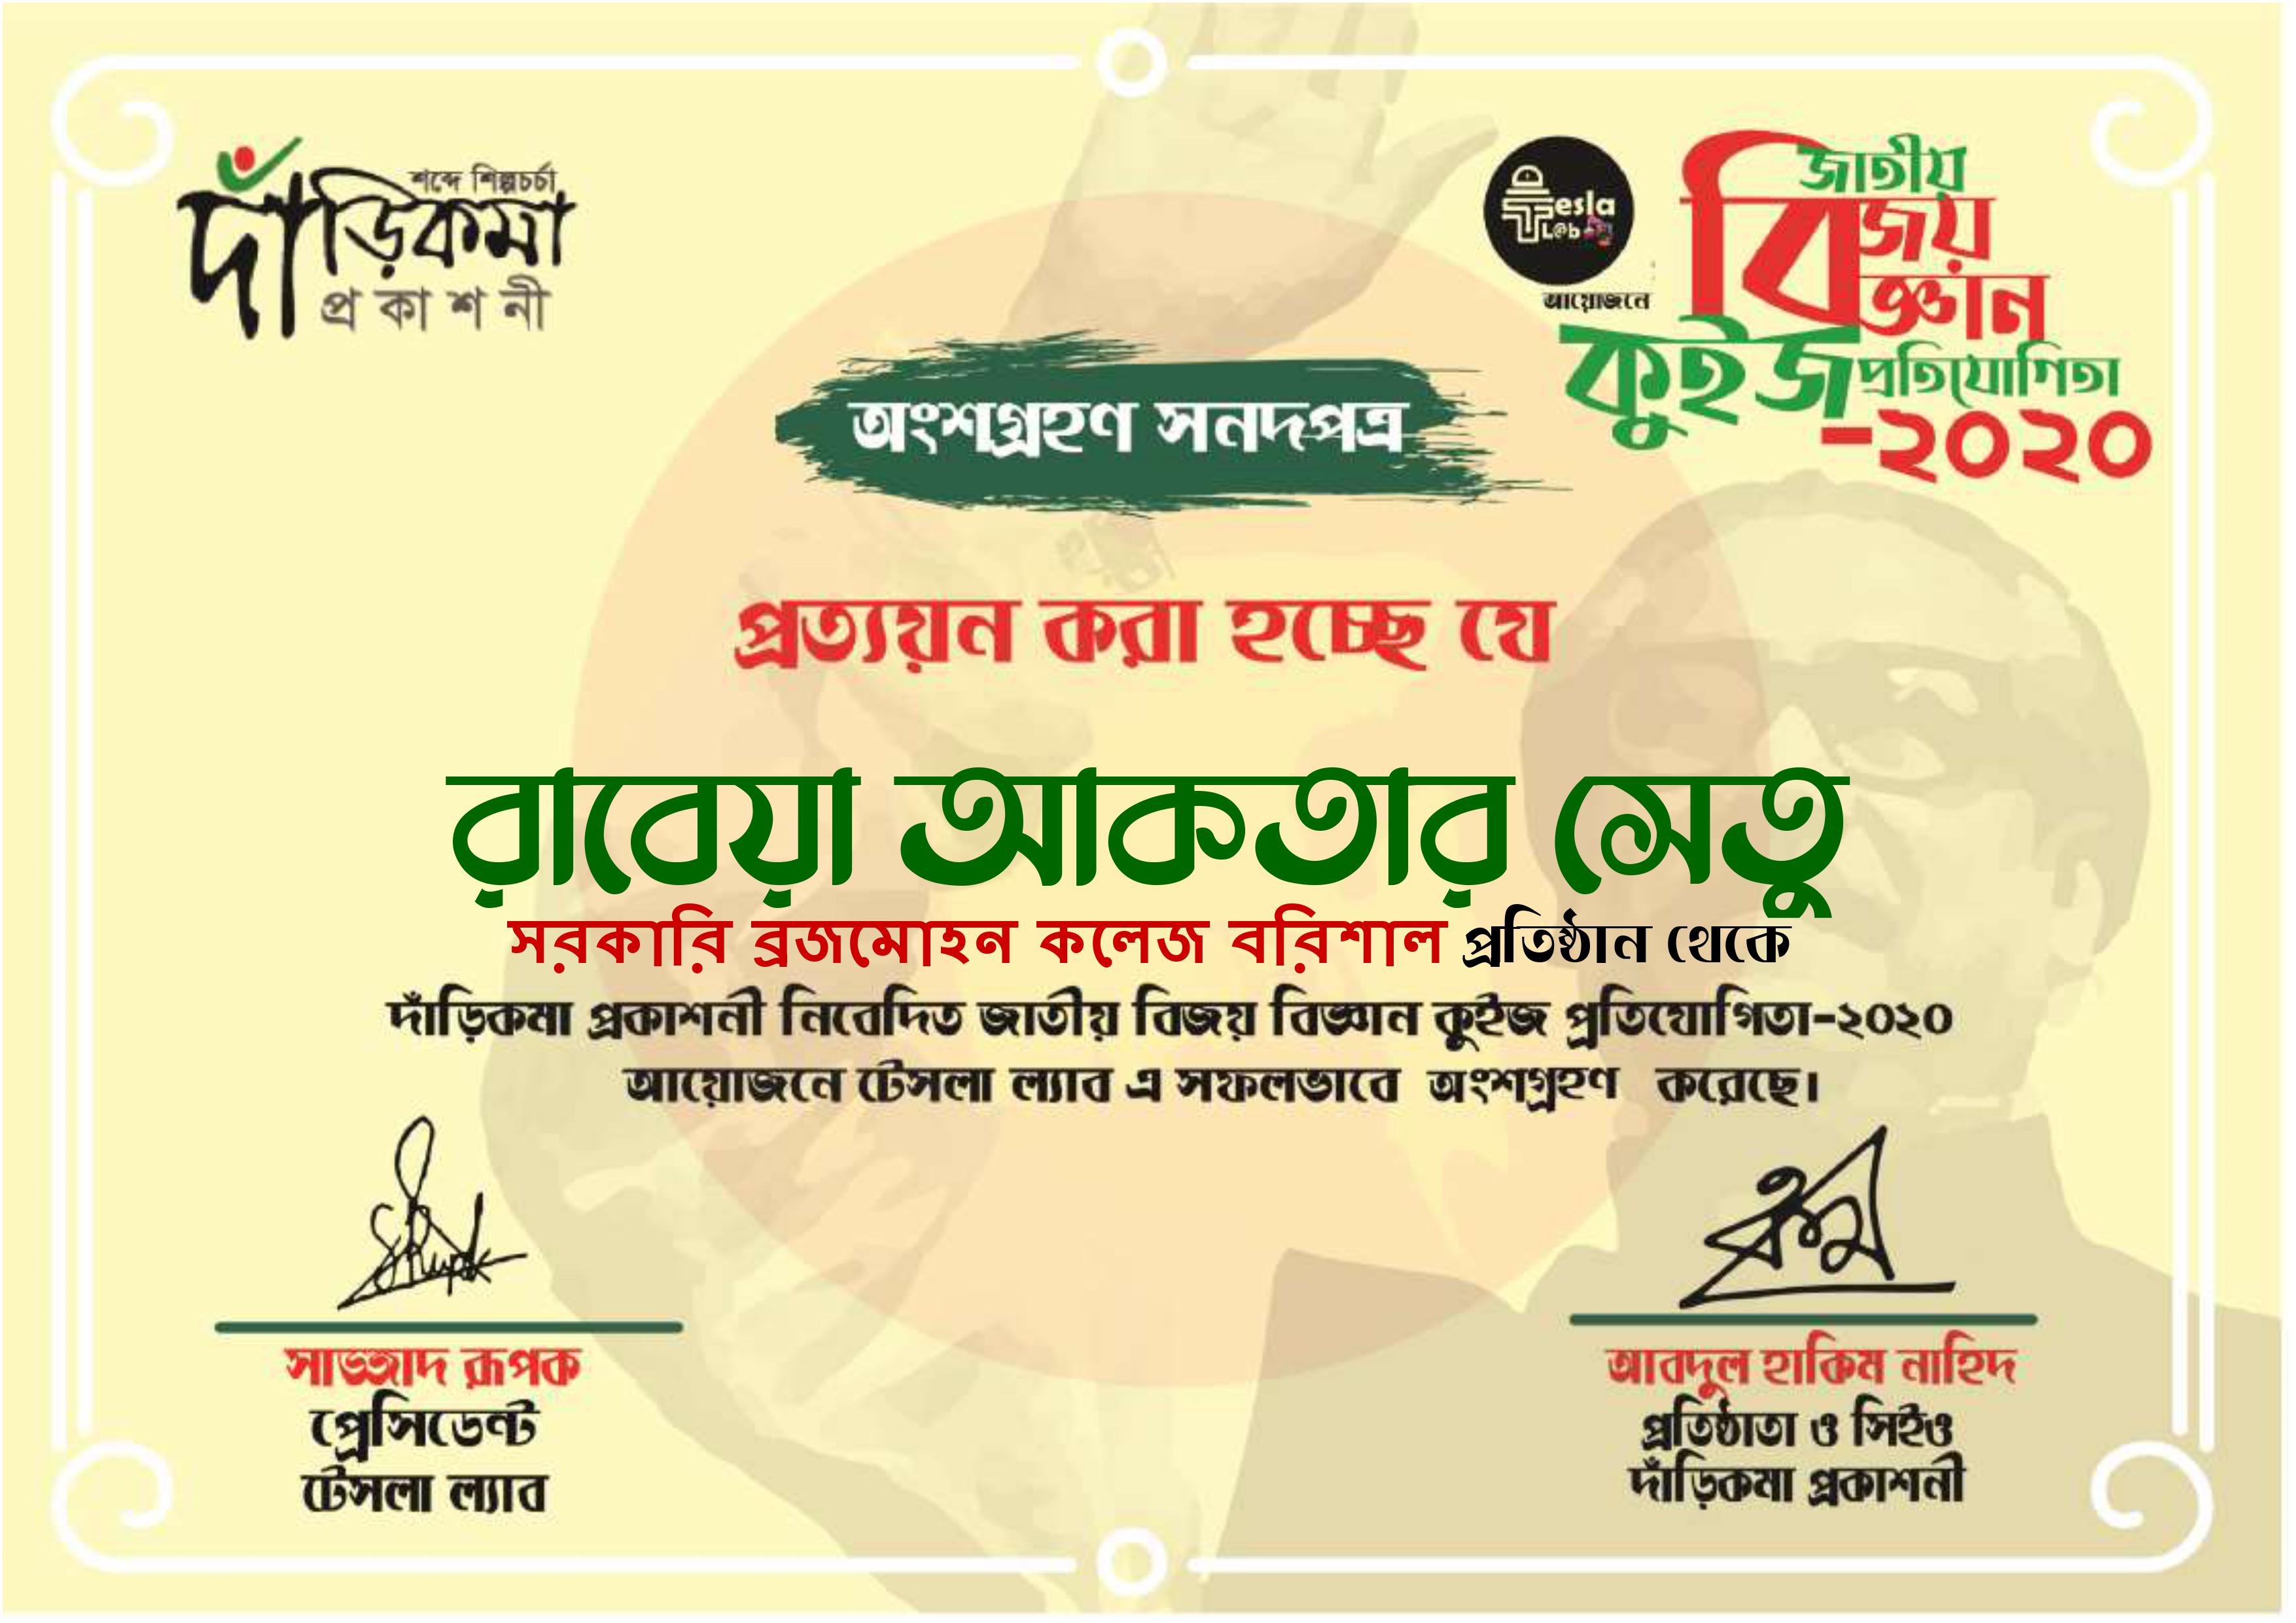 শব্দে শিল্পচর্চা
দাঁড়িকমা
প্রকাশনী
Tesla
L@b
আয়োজনে
জাতীয়
বিজয়
বিজ্ঞান
কুইজ প্রতিযোগিতা
-২০২০
অংশগ্রহণ সনদপত্র
প্রত্যয়ন করা হচ্ছে যে
রাবেয়া আকতার সেতু
সরকারি ব্রজমোহন কলেজ বরিশাল প্রতিষ্ঠান থেকে
দাঁড়িকমা প্রকাশনী নিবেদিত জাতীয় বিজয় বিজ্ঞান কুইজ প্রতিযোগিতা-২০২০
আয়োজনে টেসলা ল্যাব এ সফলভাবে অংশগ্রহণ করেছে।
সাজ্জাদ রূপক
প্রেসিডেন্ট
টেসলা ল্যাব
আবদুল হাকিম নাহিদ
প্রতিষ্ঠাতা ও সিইও
দাঁড়িকমা প্রকাশনী